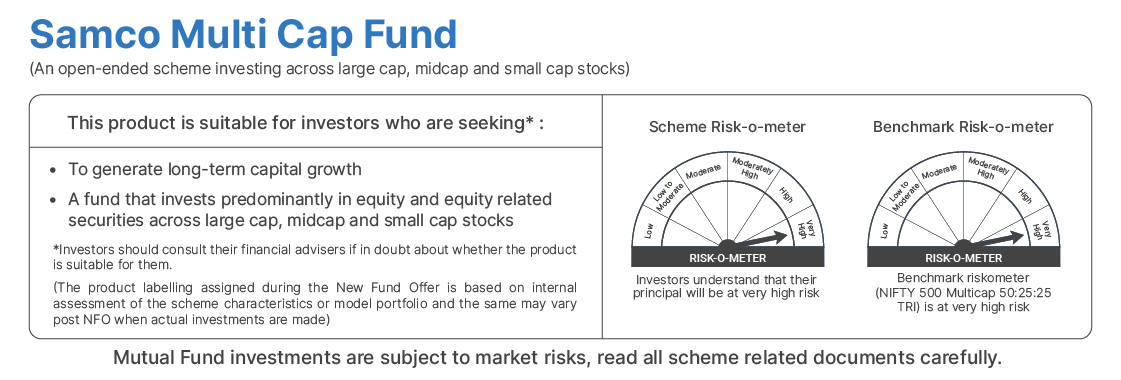 Samco Multi Cap Fund
(An open-ended scheme investing across large cap, midcap and small cap stocks)
This product is suitable for investors who are seeking* :
• To generate long-term capital growth
• A fund that invests predominantly in equity and equity related
securities across large cap, midcap and small cap stocks
*Investors should consult their financial advisers if in doubt about whether the product
is suitable for them.
(The product labelling assigned during the New Fund Offer is based on internal
assessment of the scheme characteristics or model portfolio and the same may vary
post NFO when actual investments are made)
Scheme Risk-o-meter
Low
Low to
Moderate
Moderate
Moderately
High
High
Very
High
RISK-O-METER
Investors understand that their
principal will be at very high risk
Benchmark Risk-o-meter
Low
Low to
Moderate
Moderate
Moderately
High
High
Very
High
RISK-O-METER
Benchmark riskometer
(NIFTY 500 Multicap 50:25:25
TRI) is at very high risk
Mutual Fund investments are subject to market risks, read all scheme related documents carefully.